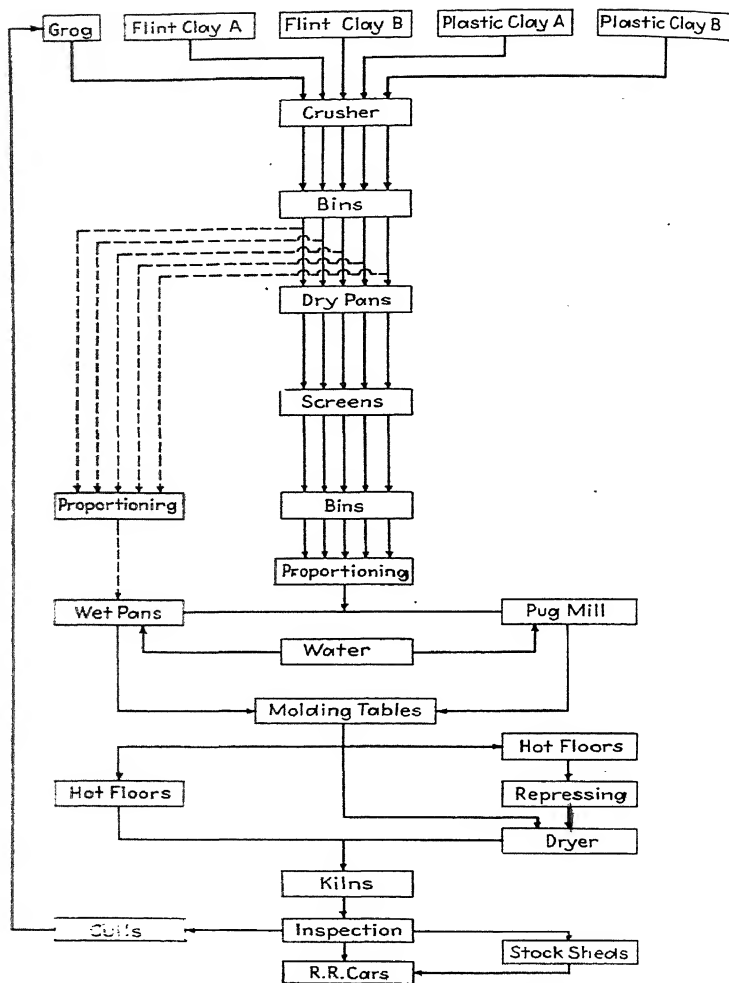 Grog
Flint Clay A
Flint Clay B
Plastic Clay A
Plastic Clay B
Crusher
Bins
Dry Pans
Screens
Proportioning
Bins
Proportioning
Wet Pans
Pug Mill
Water
Molding Tables
Hot Floors
Hot Floors
Repressing
Dryer
Kilns
Culls
Inspection
Stock Sheds
R.R.Cars